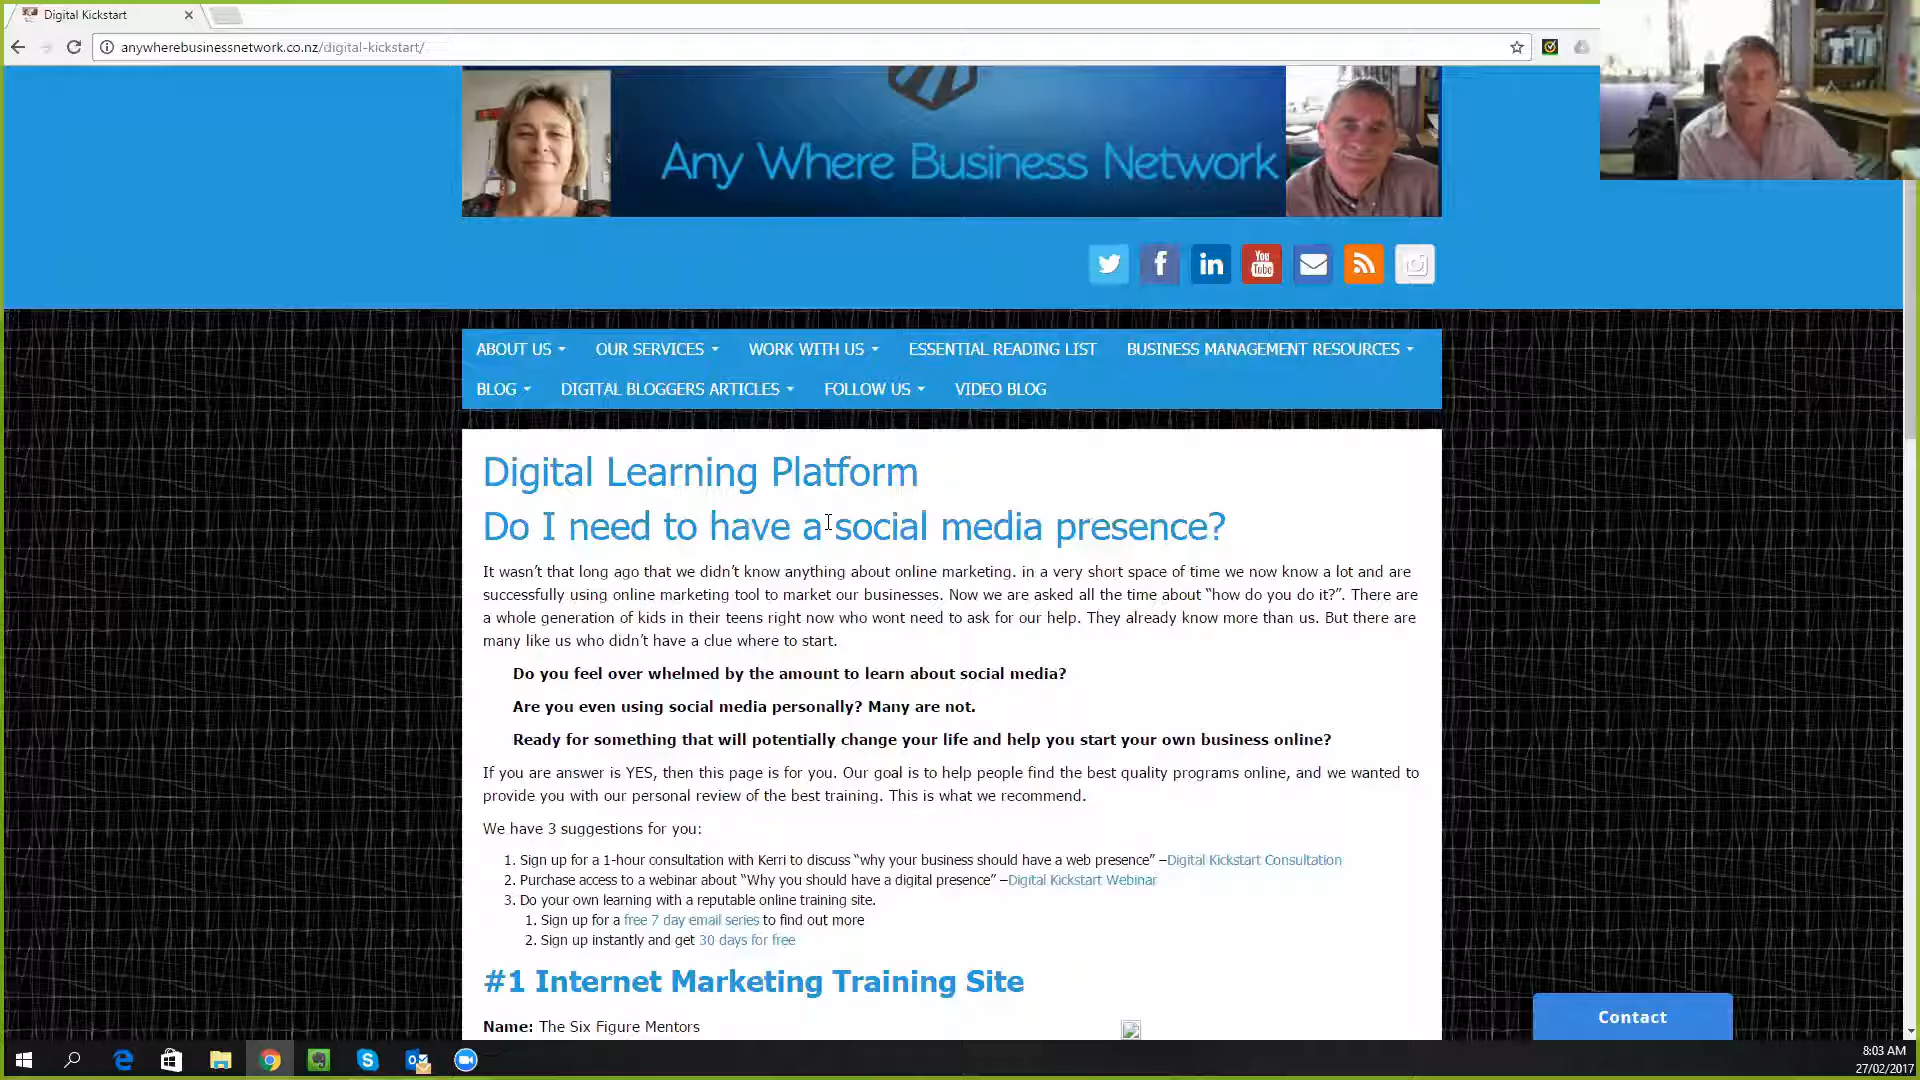 Digital Kickstart
anywherebusinessnetwork.co.nz/digital-kickstart/
Any Where Business Network
You
Tube
ABOUT US OUR SERVICES WORK WITH US ESSENTIAL READING LIST BUSINESS MANAGEMENT RESOURCES
BLOG DIGITAL BLOGGERS ARTICLES FOLLOW US VIDEO BLOG
Digital Learning Platform
Do I need to have a social media presence?
It wasn’t that long ago that we didn’t know anything about online marketing. in a very short space of time we now know a lot and are
successfully using online marketing tool to market our businesses. Now we are asked all the time about “how do you do it?”. There are
a whole generation of kids in their teens right now who wont need to ask for our help. They already know more than us. But there are
many like us who didn’t have a clue where to start.
Do you feel over whelmed by the amount to learn about social media?
Are you even using social media personally? Many are not.
Ready for something that will potentially change your life and help you start your own business online?
If you are answer is YES, then this page is for you. Our goal is to help people find the best quality programs online, and we wanted to
provide you with our personal review of the best training. This is what we recommend.
We have 3 suggestions for you:
1. Sign up for a 1-hour consultation with Kerri to discuss “why your business should have a web presence” –Digital Kickstart Consultation
2. Purchase access to a webinar about “Why you should have a digital presence” –Digital Kickstart Webinar
3. Do your own learning with a reputable online training site.
1. Sign up for a free 7 day email series to find out more
2. Sign up instantly and get 30 days for free
#1 Internet Marketing Training Site
Name: The Six Figure Mentors
Contact
8:03 AM
27/02/2017